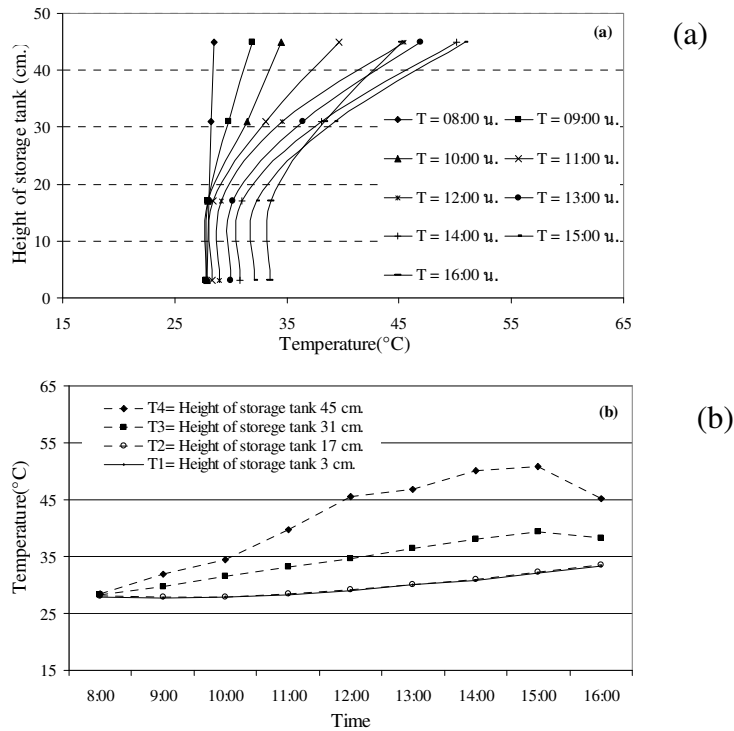 (a)
(a)
50
40
30
20
10
0
Height of storage tank (cm.
T = 08:00 น. T = 09:00 น.
T = 10:00 น. T = 11:00 น.
T = 12:00 น. T = 13:00 น.
T = 14:00 น. T = 15:00 น.
T = 16:00 น.
15 25 35 45 55 65
Temperature(°C)
(b)
(b)
65
55
45
35
25
15
Temperature(°C)
T4= Height of storage tank 45 cm.
T3= Height of storege tank 31 cm.
T2= Height of storage tank 17 cm.
T1= Height of storage tank 3 cm.
8:00 9:00 10:00 11:00 12:00 13:00 14:00 15:00 16:00
Time